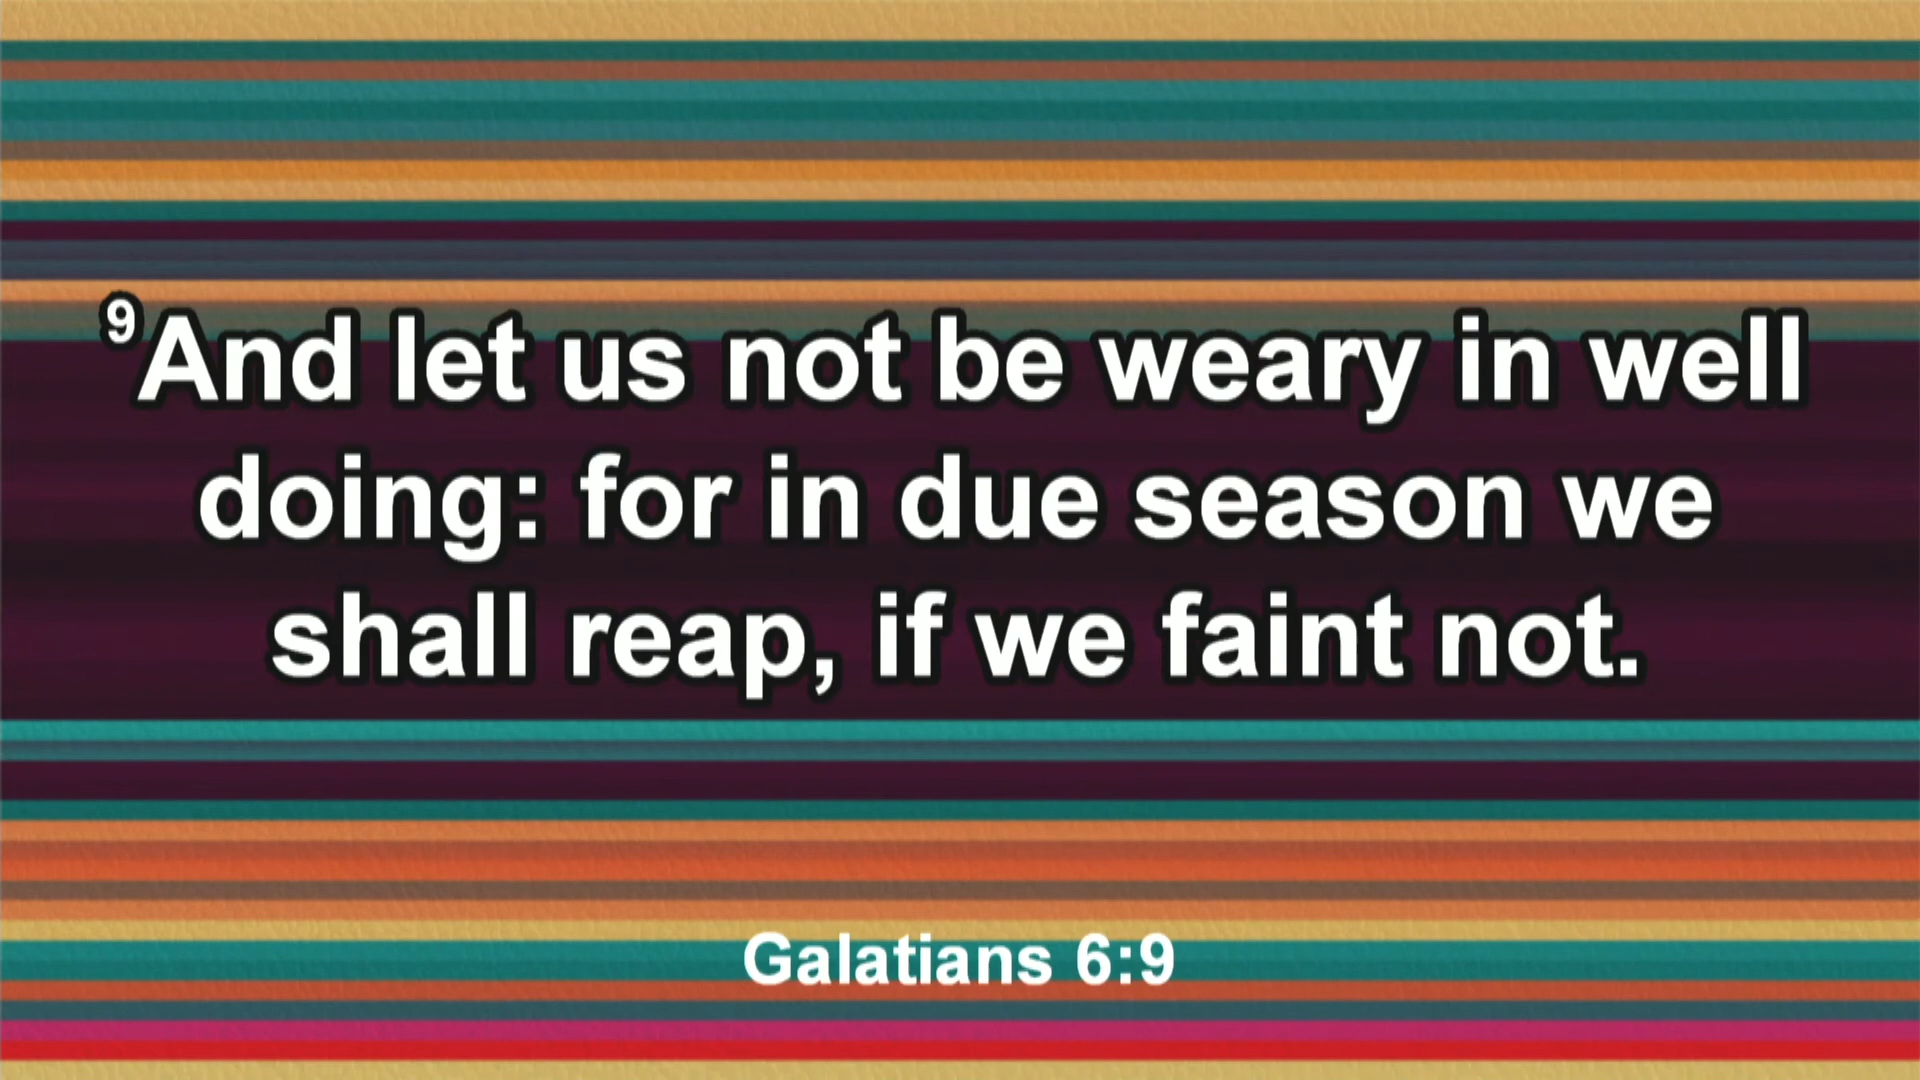 9And let us not be weary in well
doing: for in due season we
shall reap, if we faint not.
Galatians 6:9